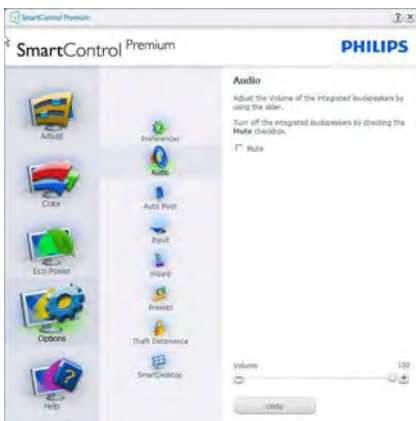 SmartControl Premium
SmartControl Premium
PHILIPS
Adjust
Color
Eco Power
Options
Help
Preferences
Audio
Auto Pivot
Input
Wizard
Presets
Theft Deterrence
SmartDesktop
Audio
Adjust the Volume of the integrated loudspeakers by
using the slider.
Turn off the integrated loudspeakers by checking the
Mute checkbox.
Mute
Volume 100
Undo